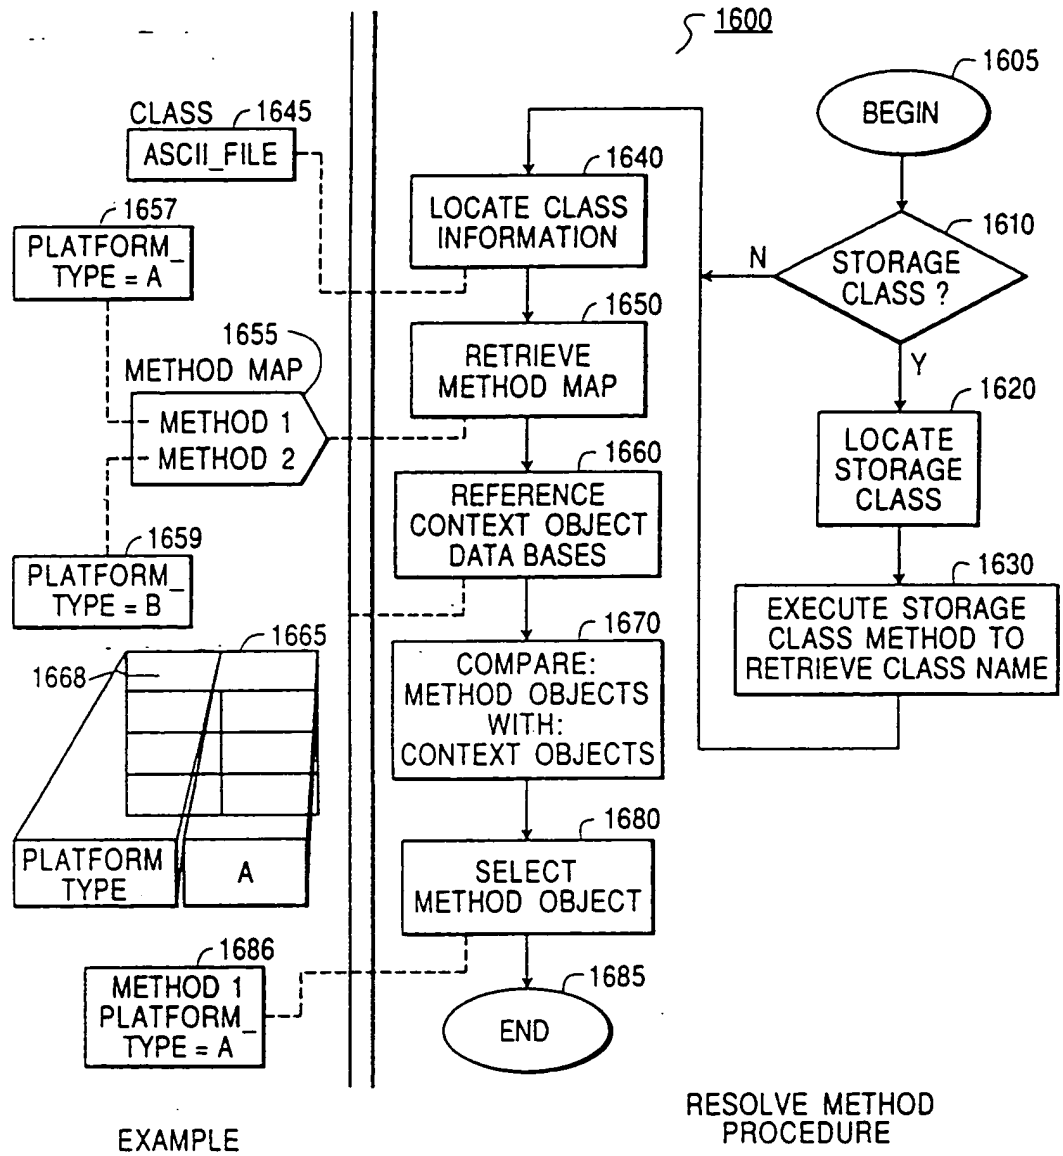 1600
1605
BEGIN
CLASS
1645
ASCII_FILE
1640
LOCATE CLASS
INFORMATION
1657
PLATFORM_
TYPE = A
1610
STORAGE
CLASS ?
N
Y
1650
RETRIEVE
METHOD MAP
1655
METHOD MAP
METHOD 1
METHOD 2
1620
LOCATE
STORAGE
CLASS
1660
REFERENCE
CONTEXT OBJECT
DATA BASES
1659
PLATFORM_
TYPE = B
1630
EXECUTE STORAGE
CLASS METHOD TO
RETRIEVE CLASS NAME
1665
1668
1670
COMPARE:
METHOD OBJECTS
WITH:
CONTEXT OBJECTS
PLATFORM
TYPE
A
1680
SELECT
METHOD OBJECT
1686
METHOD 1
PLATFORM_
TYPE = A
1685
END
EXAMPLE
RESOLVE METHOD
PROCEDURE